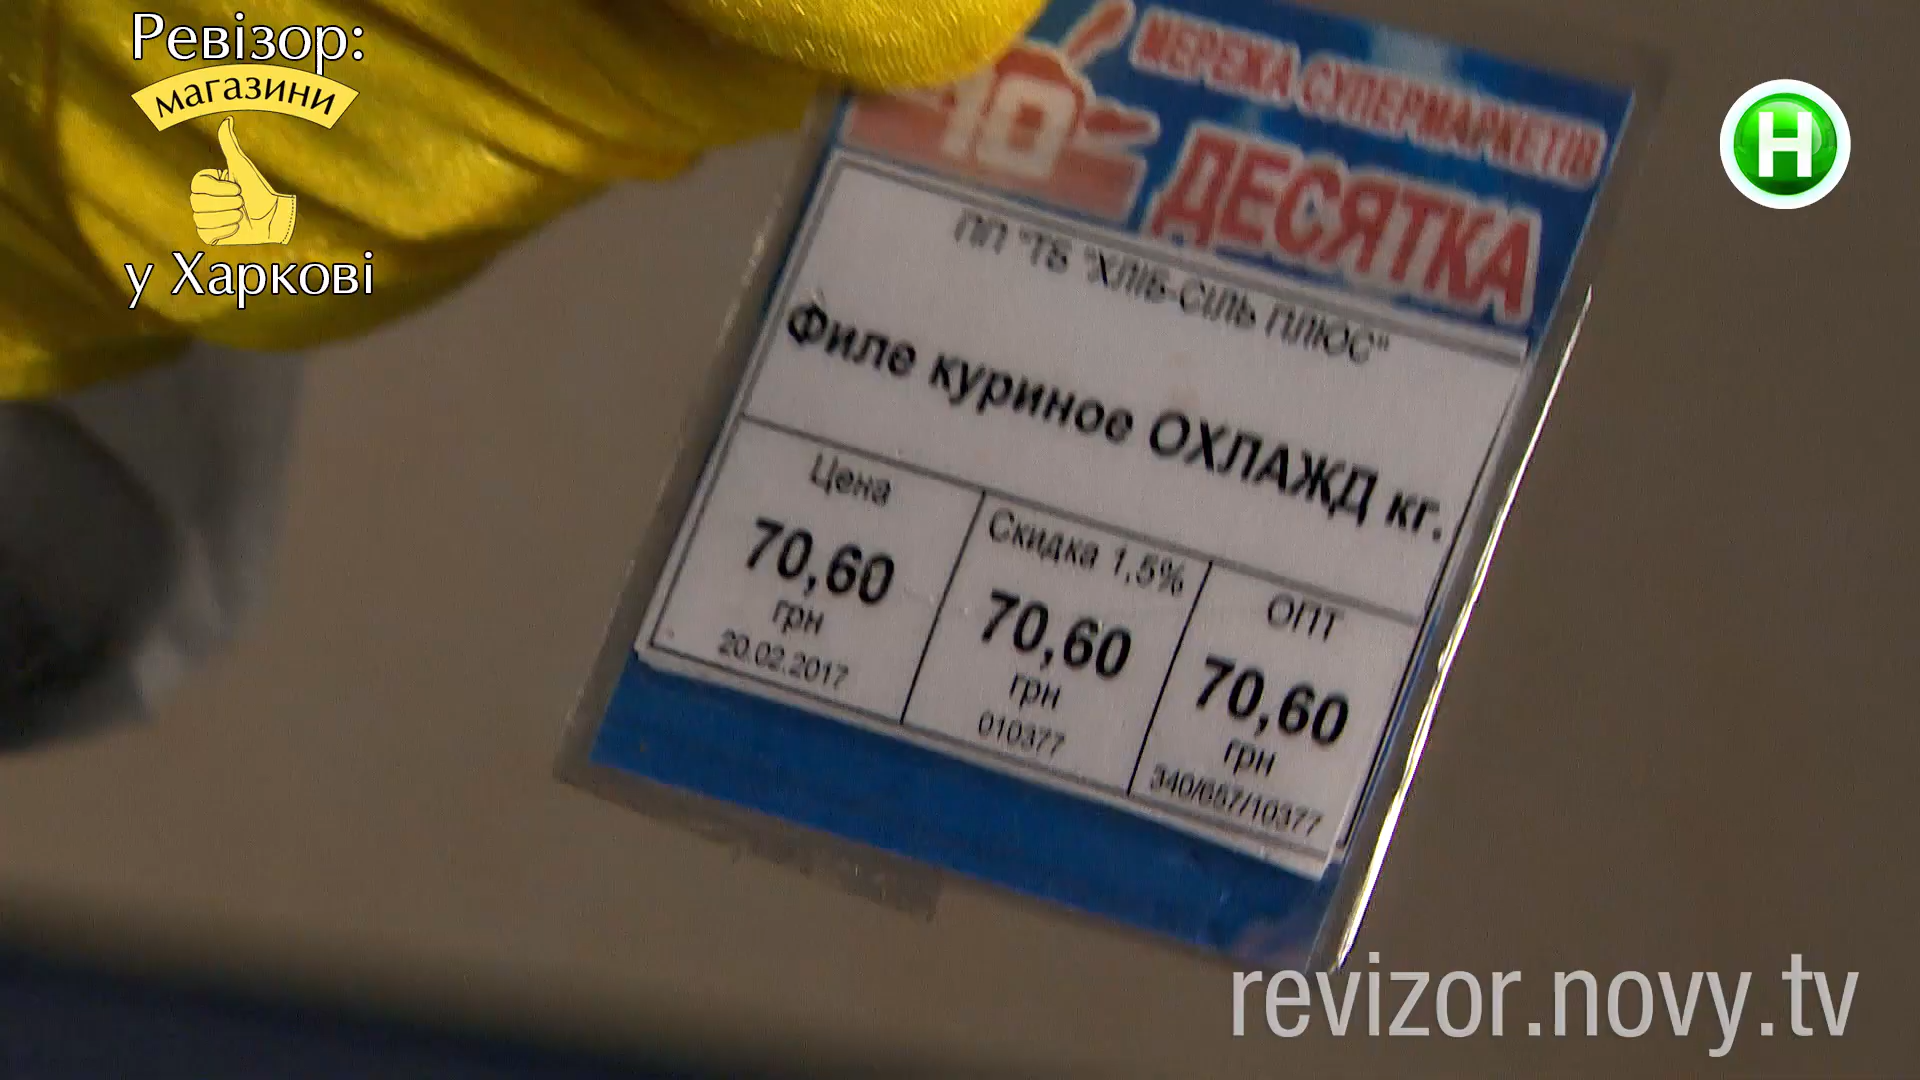 Ревізор:
магазини
у Харкові
Н
10
МЕРЕЖА СУПЕРМАРКЕТІВ
ДЕСЯТКА
ПП "ТБ "ХЛІБ-СІЛЬ ПЛЮС"
Филе куриное ОХЛАЖД кг.
Цена
70,60
грн
20.02.2017
Скидка 1,5%
70,60
грн
010377
ОПТ
70,60
грн
340/657/10377
revizor.novy.tv